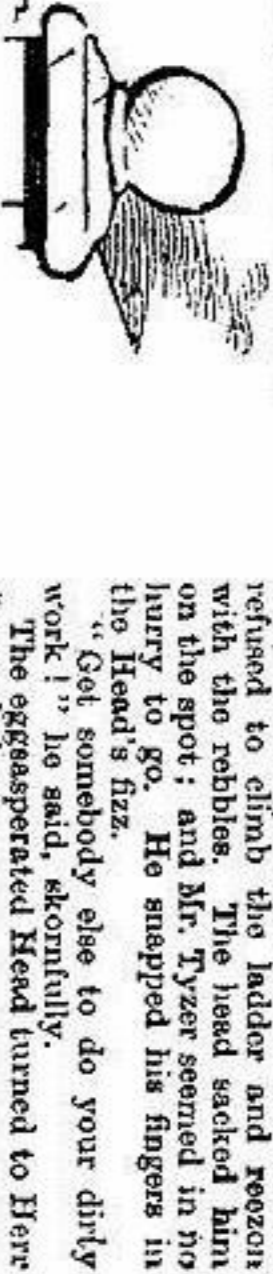 refused to climb the ladder and reezon
with the rebbles. The head sacked him
on the spot; and Mr. Tyzer seemed in no
hurry to go. He snapped his fingers in
the Head's fizz.
"Get somebody else to do your dirly
work!" he said, skornfully.
The eggsasperated Head turned to Herr